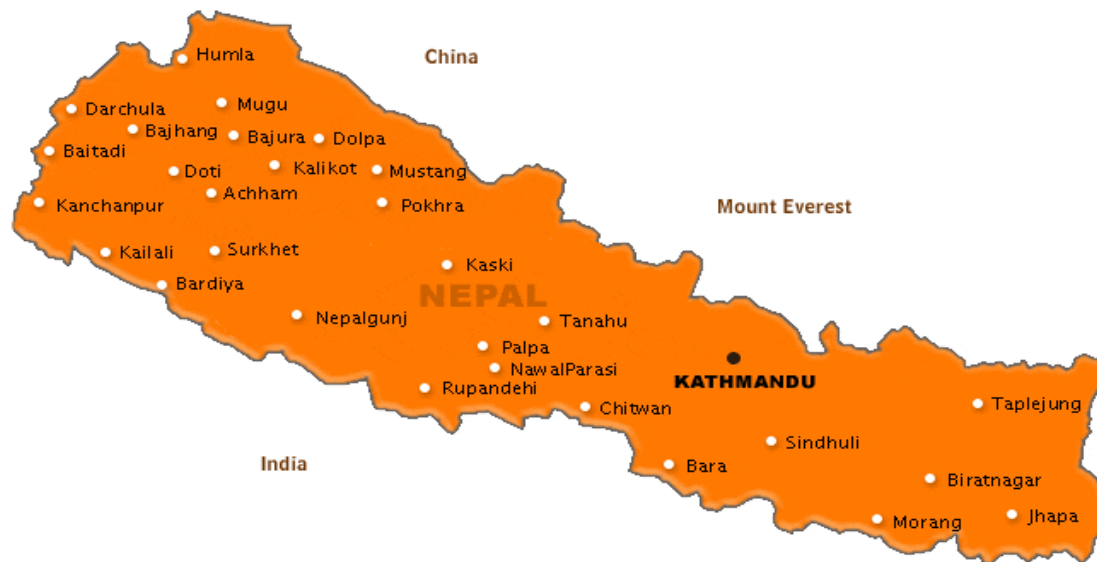 Humla
China
Darchula
Mugu
Bajhang
Bajura
Dolpa
Baitadi
Doti
Kalikot
Mustang
Achham
Kanchanpur
Pokhra
Mount Everest
Kailali
Surkhet
Kaski
Bardiya
NEPAL
Nepalgunj
Tanahu
Palpa
NawalParasi
KATHMANDU
Rupandehi
Chitwan
Taplejung
Sindhuli
India
Bara
Biratnagar
Morang
Jhapa